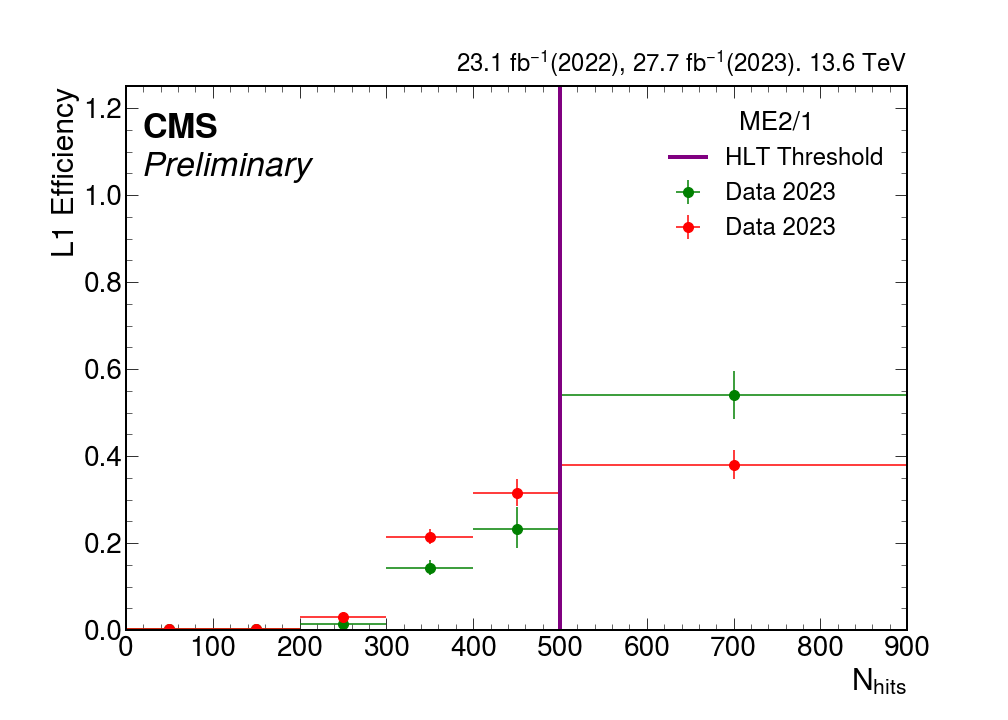 23.1 fb⁻¹(2022), 27.7 fb⁻¹(2023). 13.6 TeV
CMS
Preliminary
ME2/1
HLT Threshold
Data 2023
Data 2023
L1 Efficiency
1.2
1.0
0.8
0.6
0.4
0.2
0.0
0 100 200 300 400 500 600 700 800 900
N_hits